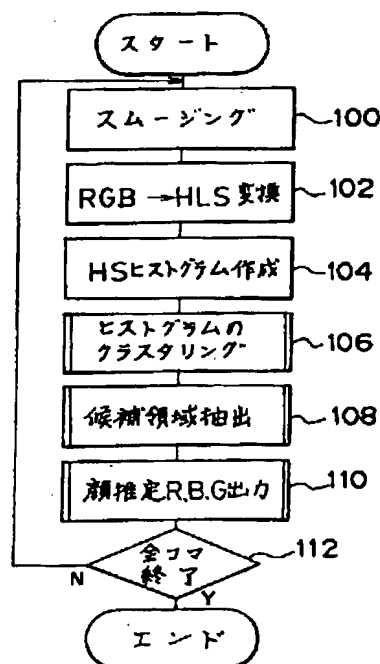 スタート
スムージング 100
RGB→HLS変換 102
HSヒストグラム作成 104
ヒストグラムの
クラスタリング 106
候補領域抽出 108
顔推定R.B.G出力 110
全コマ
終了 112
N
Y
エンド